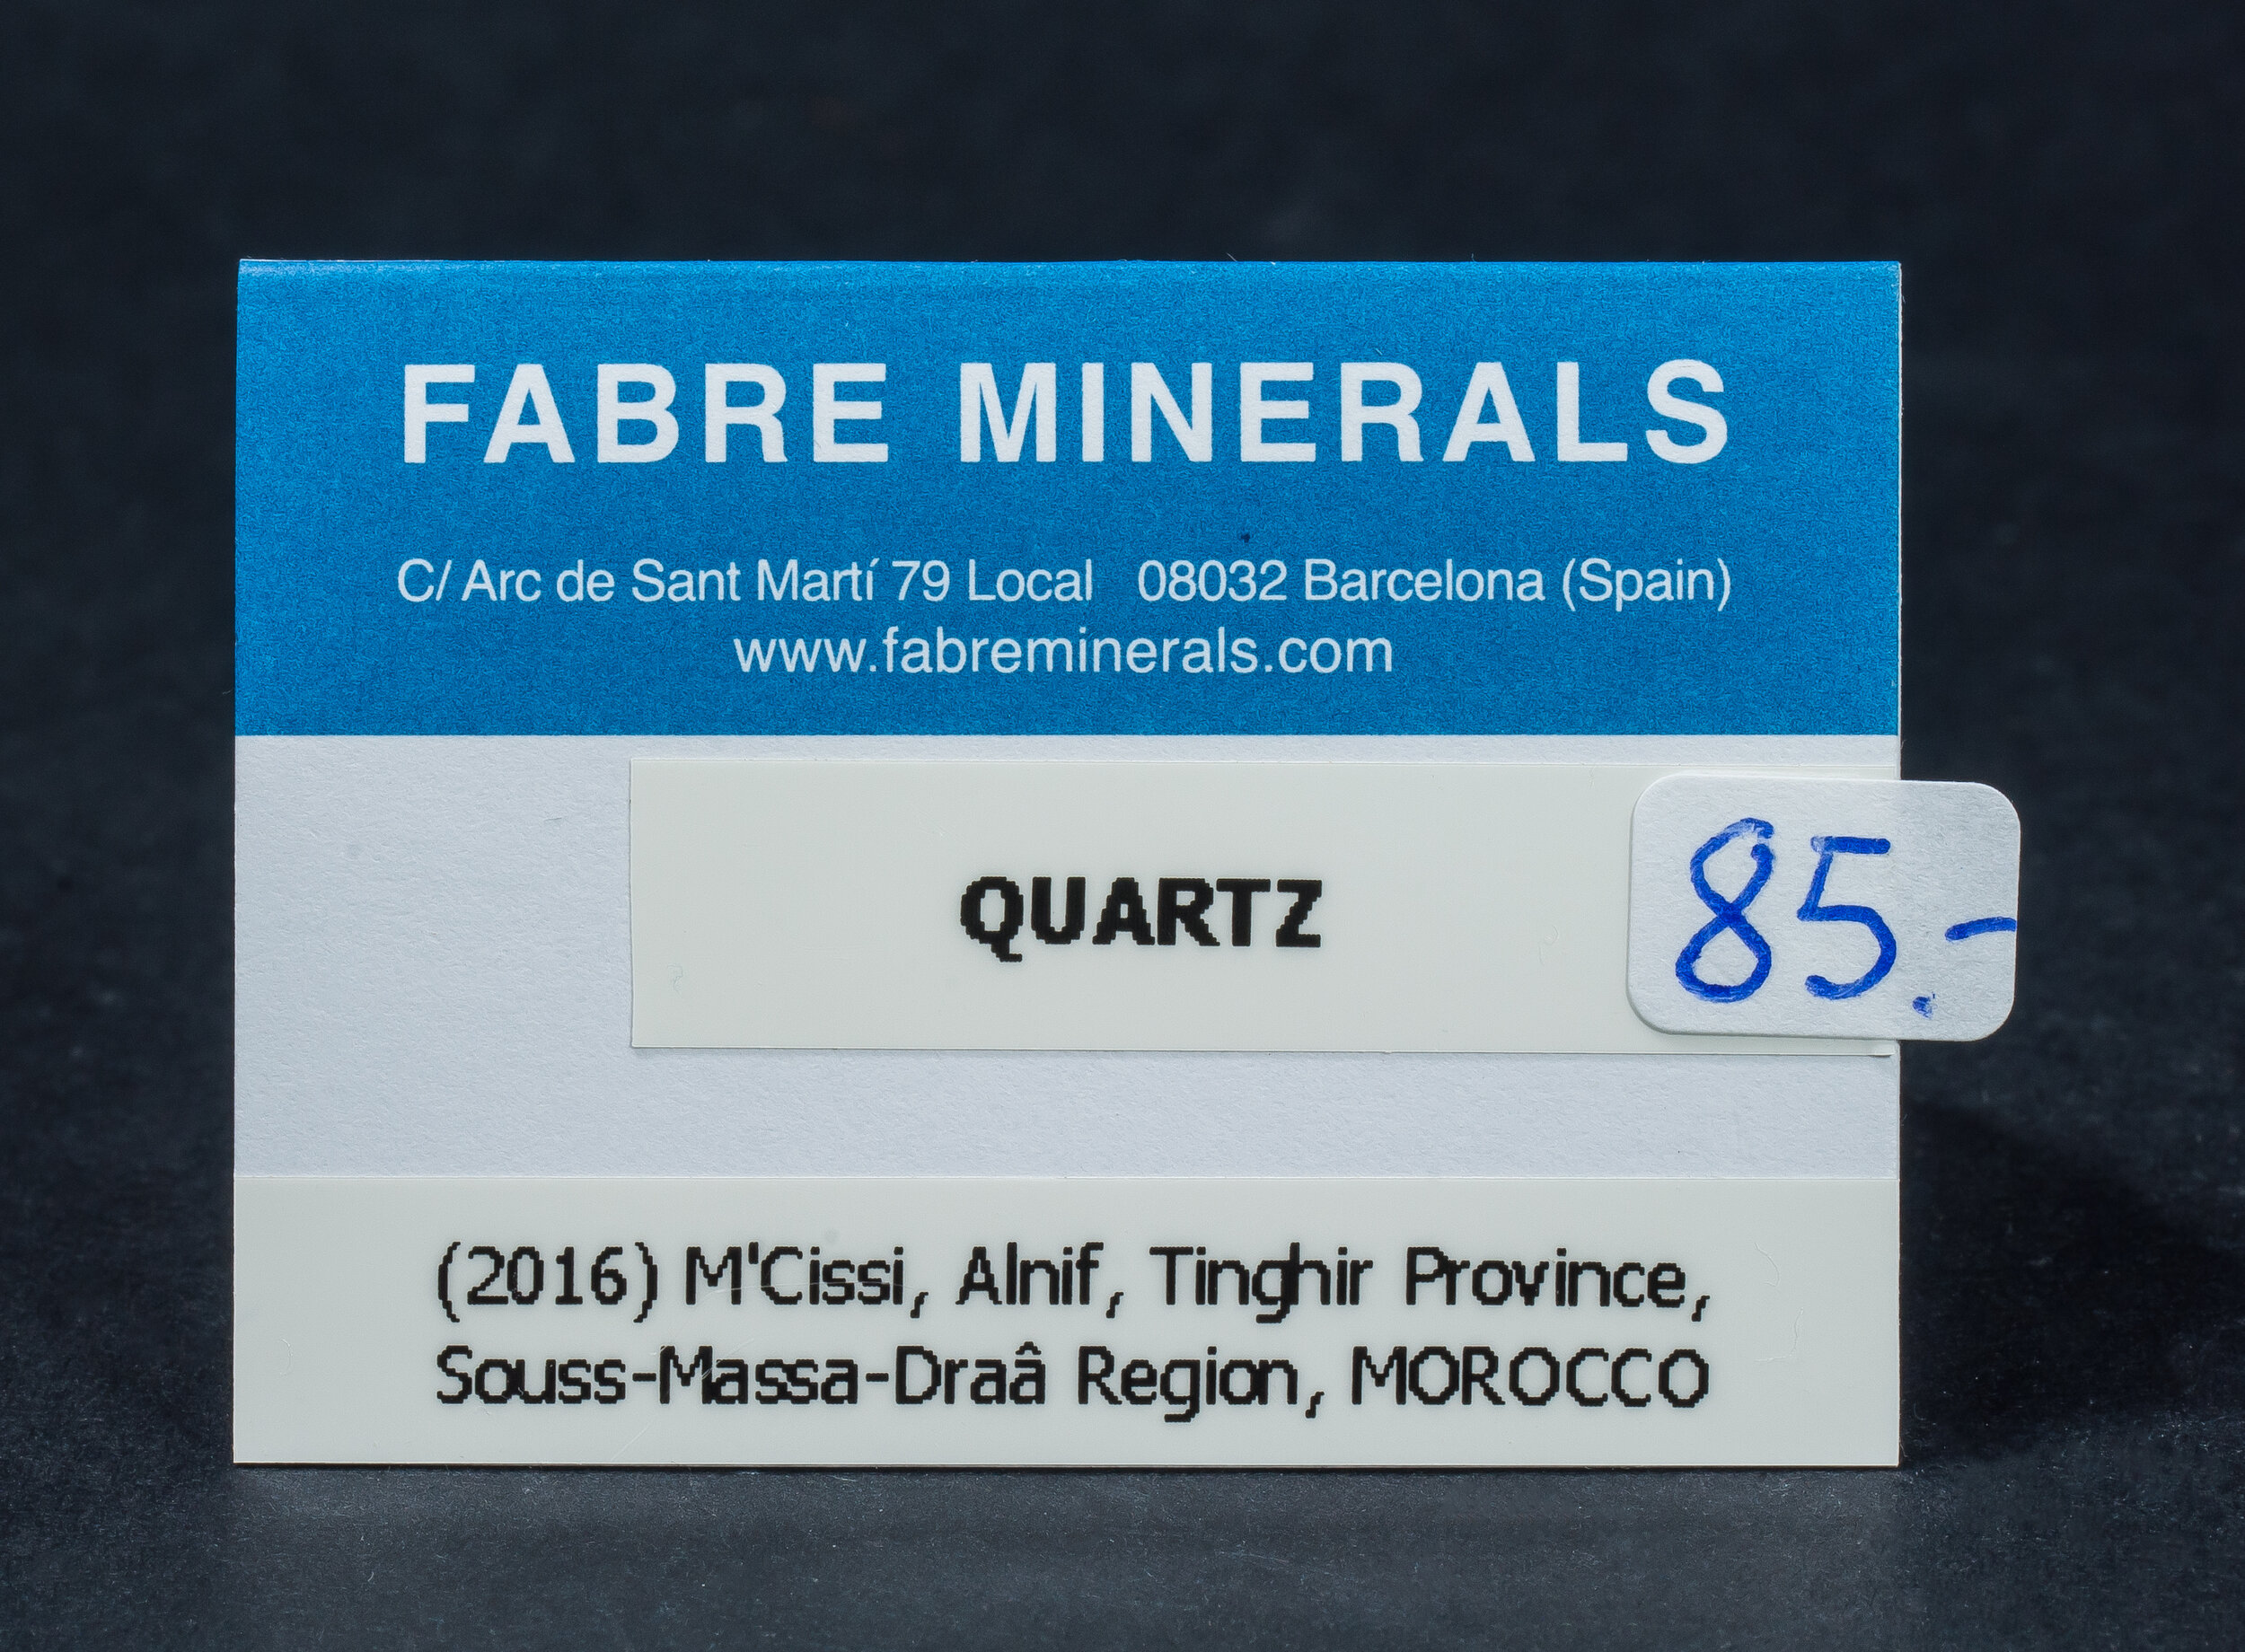 FABRE MINERALS
C/ Arc de Sant Martí 79 Local 08032 Barcelona (Spain)
www.fabreminerals.com
QUARTZ
85.-
(2016) M'Cissi, Alnif, Tinghir Province,
Souss-Massa-Draâ Region, MOROCCO